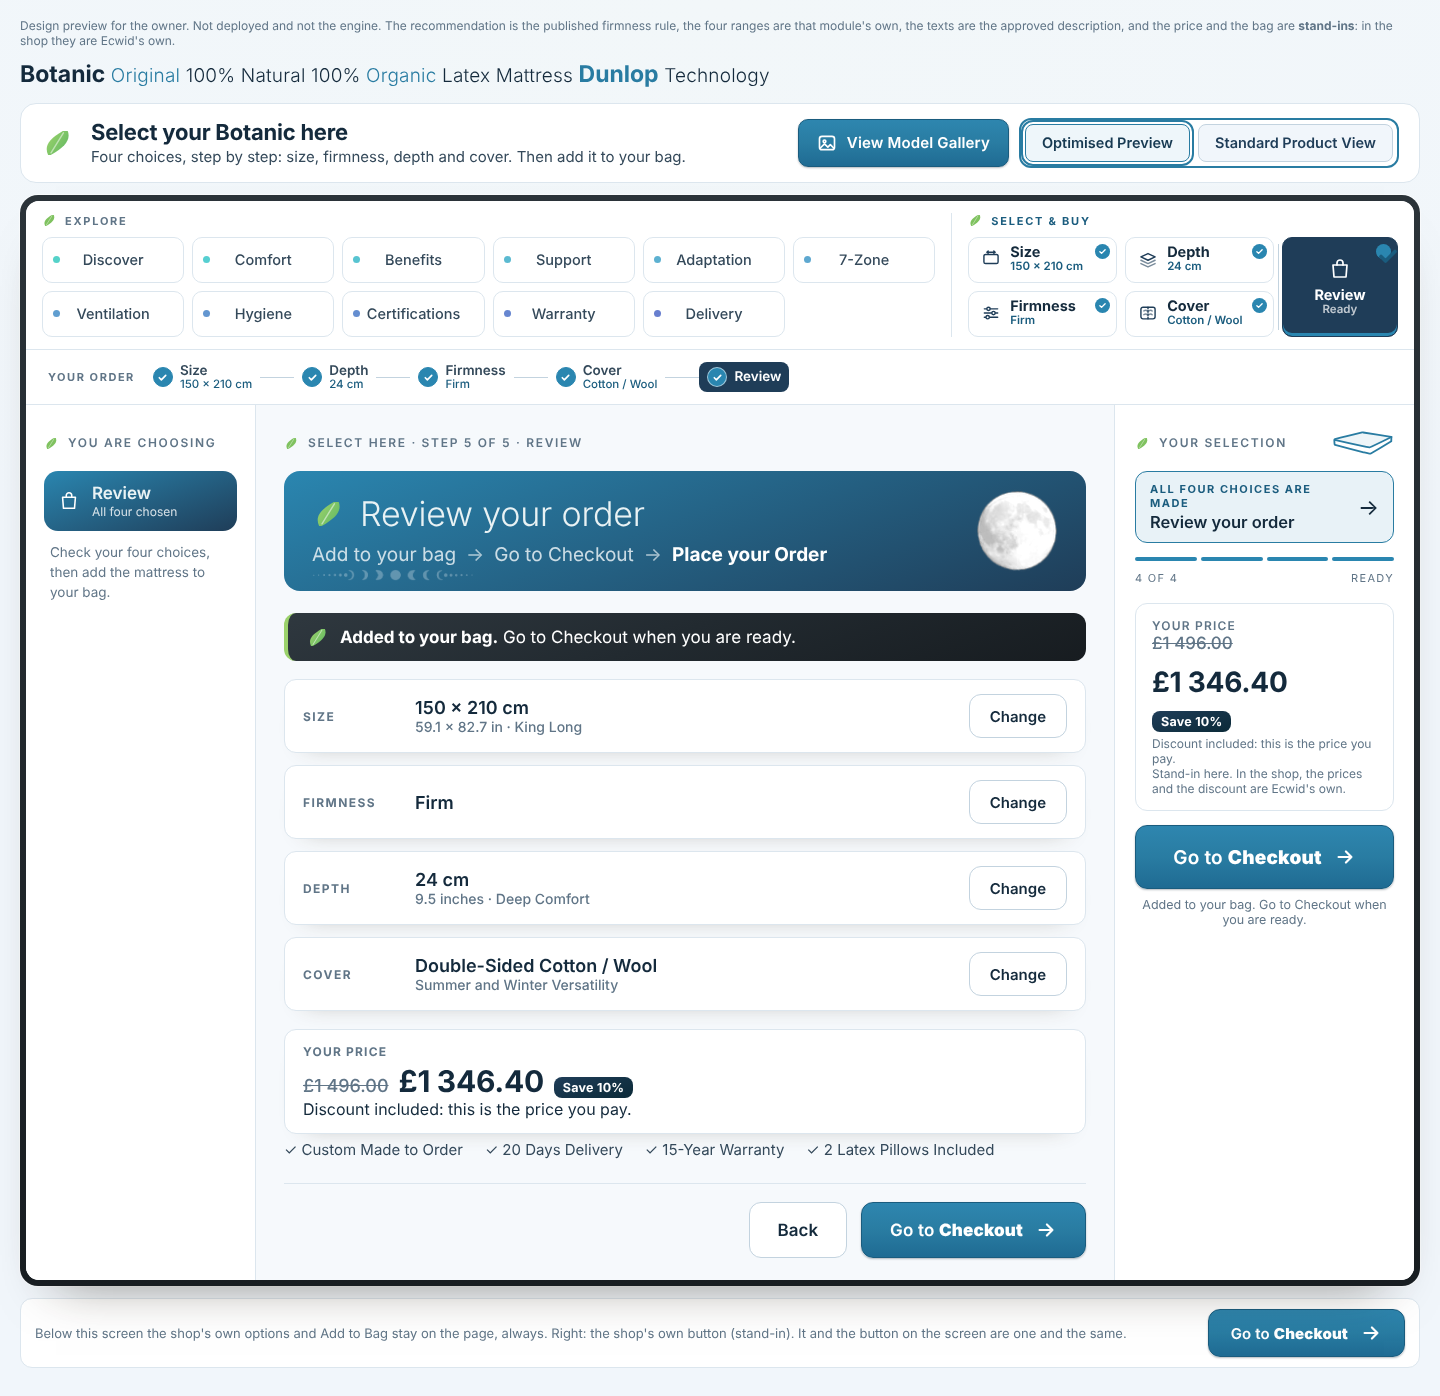 Design preview for the owner. Not deployed and not the engine. The recommendation is the published firmness rule, the four ranges are that module's own, the texts are the approved description, and the price and the bag are stand-ins: in the
shop they are Ecwid's own.
Botanic Original 100% Natural 100% Organic Latex Mattress Dunlop Technology
Select your Botanic here
Four choices, step by step: size, firmness, depth and cover. Then add it to your bag.
View Model Gallery
Optimised Preview
Standard Product View
EXPLORE
Discover
Comfort
Benefits
Support
Adaptation
7-Zone
Ventilation
Hygiene
Certifications
Warranty
Delivery
SELECT & BUY
Size
150 × 210 cm
Depth
24 cm
Firmness
Firm
Cover
Cotton / Wool
Review
Ready
YOUR ORDER
Size
150 × 210 cm
Depth
24 cm
Firmness
Firm
Cover
Cotton / Wool
Review
YOU ARE CHOOSING
Review
All four chosen
Check your four choices,
then add the mattress to
your bag.
SELECT HERE · STEP 5 OF 5 · REVIEW
Review your order
Add to your bag → Go to Checkout → Place your Order
Added to your bag. Go to Checkout when you are ready.
SIZE
150 × 210 cm
59.1 × 82.7 in · King Long
Change
FIRMNESS
Firm
Change
DEPTH
24 cm
9.5 inches · Deep Comfort
Change
COVER
Double-Sided Cotton / Wool
Summer and Winter Versatility
Change
YOUR PRICE
£1 496.00 £1 346.40 Save 10%
Discount included: this is the price you pay.
✓ Custom Made to Order ✓ 20 Days Delivery ✓ 15-Year Warranty ✓ 2 Latex Pillows Included
Back
Go to Checkout →
YOUR SELECTION
ALL FOUR CHOICES ARE
MADE
Review your order →
4 OF 4
READY
YOUR PRICE
£1 496.00
£1 346.40
Save 10%
Discount included: this is the price you
pay.
Stand-in here. In the shop, the prices
and the discount are Ecwid's own.
Go to Checkout →
Added to your bag. Go to Checkout when
you are ready.
Below this screen the shop's own options and Add to Bag stay on the page, always. Right: the shop's own button (stand-in). It and the button on the screen are one and the same.
Go to Checkout →